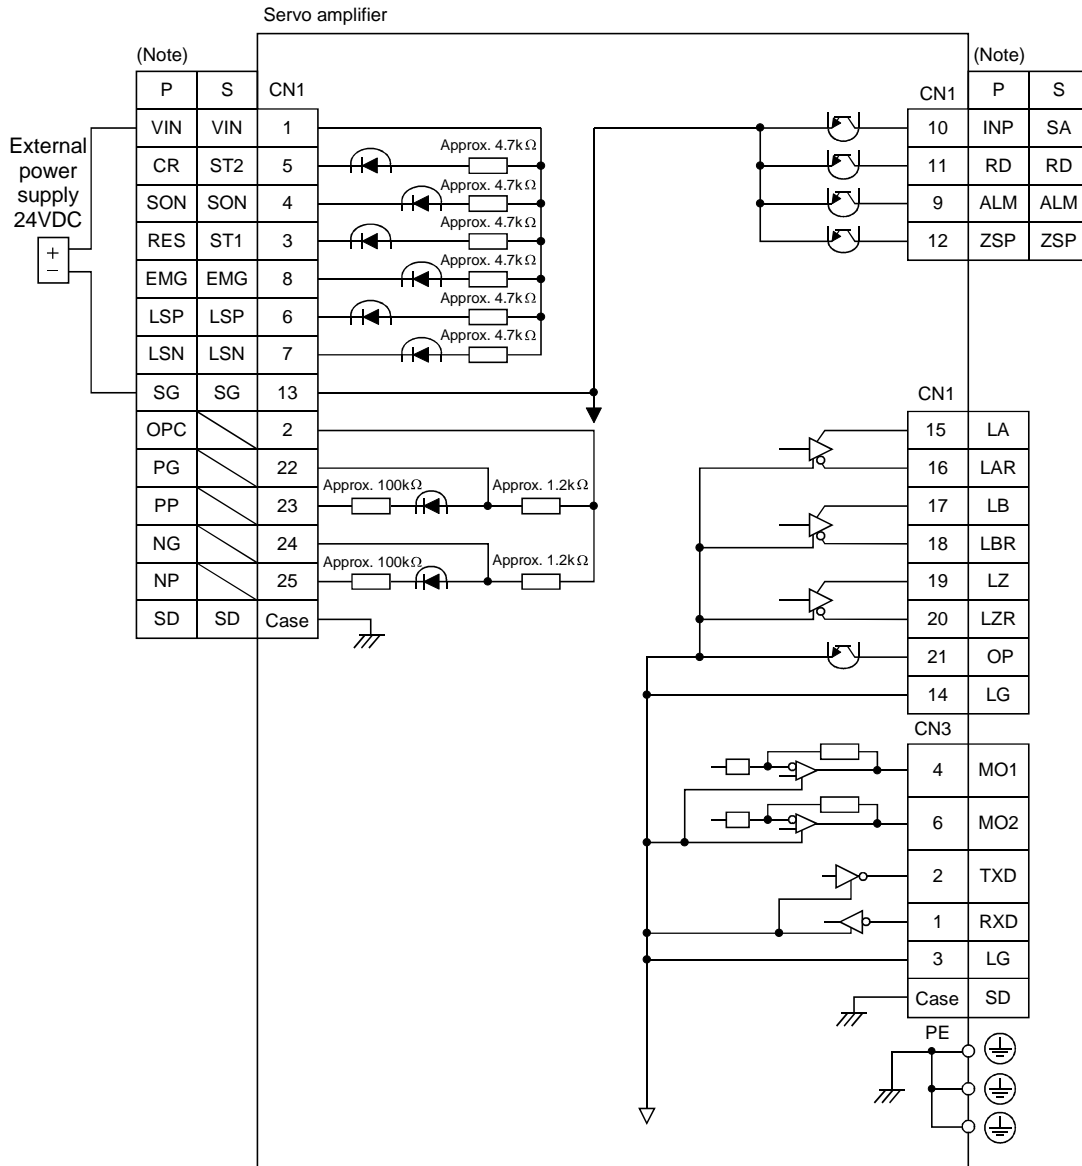 Servo amplifier
(Note)
P S CN1
VIN VIN 1
CR ST2 5
SON SON 4
RES ST1 3
EMG EMG 8
LSP LSP 6
LSN LSN 7
SG SG 13
OPC 2
PG 22
PP 23
NG 24
NP 25
SD SD Case
External
power
supply
24VDC
+
−
Approx. 4.7kΩ
Approx. 4.7kΩ
Approx. 4.7kΩ
Approx. 4.7kΩ
Approx. 4.7kΩ
Approx. 4.7kΩ
Approx. 100kΩ Approx. 1.2kΩ
Approx. 100kΩ Approx. 1.2kΩ
(Note)
CN1 P S
10 INP SA
11 RD RD
9 ALM ALM
12 ZSP ZSP
CN1
15 LA
16 LAR
17 LB
18 LBR
19 LZ
20 LZR
21 OP
14 LG
CN3
4 MO1
6 MO2
2 TXD
1 RXD
3 LG
Case SD
PE